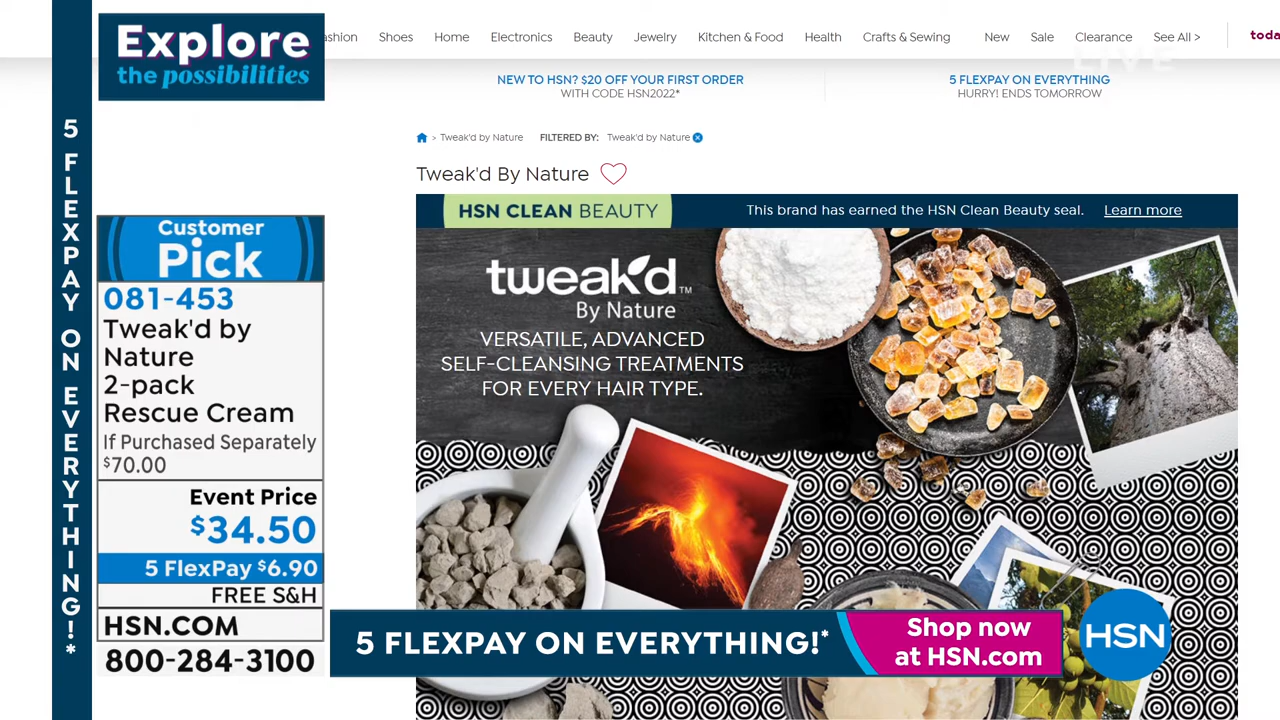 Explore
the possibilities
5 FLEXPAY ON EVERYTHING!*
Customer
Pick
081-453
Tweak'd by
Nature
2-pack
Rescue Cream
If Purchased Separately
$70.00
Event Price
$34.50
5 FlexPay $6.90
FREE S&H
HSN.COM
800-284-3100
Shoes Home Electronics Beauty Jewelry Kitchen & Food Health Crafts & Sewing New Sale Clearance See All >
LIVE
NEW TO HSN? $20 OFF YOUR FIRST ORDER
WITH CODE HSN2022*
5 FLEXPAY ON EVERYTHING
HURRY! ENDS TOMORROW
> Tweak'd by Nature FILTERED BY: Tweak'd by Nature
Tweak'd By Nature
HSN CLEAN BEAUTY
This brand has earned the HSN Clean Beauty seal. Learn more
tweak'd™
By Nature
VERSATILE, ADVANCED
SELF-CLEANSING TREATMENTS
FOR EVERY HAIR TYPE.
5 FLEXPAY ON EVERYTHING!*
Shop now
at HSN.com
HSN